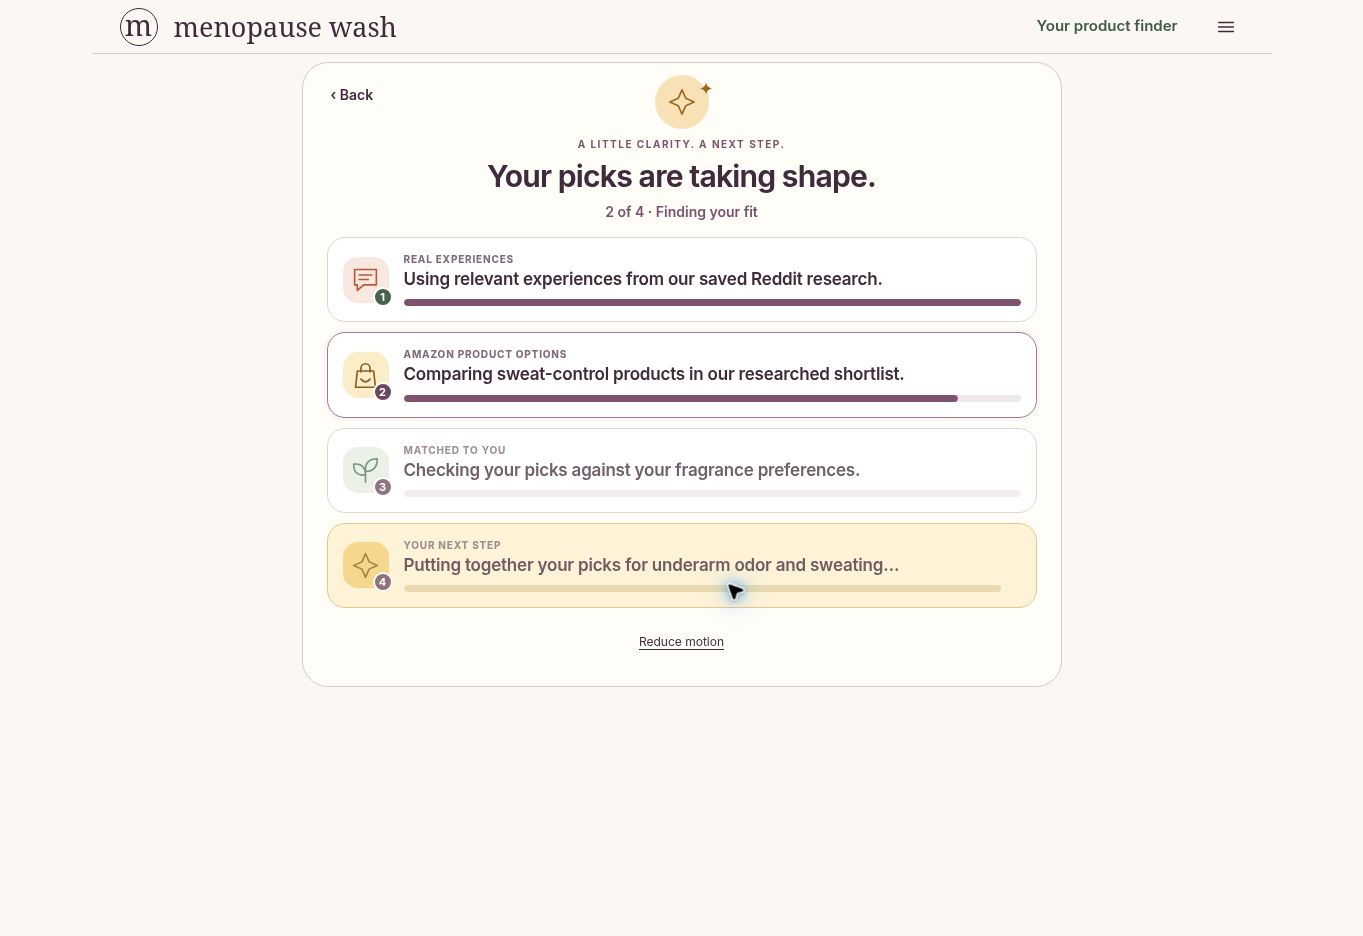 m menopause wash
Your product finder
‹ Back
A LITTLE CLARITY. A NEXT STEP.
Your picks are taking shape.
2 of 4 · Finding your fit
REAL EXPERIENCES
Using relevant experiences from our saved Reddit research.
1
AMAZON PRODUCT OPTIONS
Comparing sweat-control products in our researched shortlist.
2
MATCHED TO YOU
Checking your picks against your fragrance preferences.
3
YOUR NEXT STEP
Putting together your picks for underarm odor and sweating...
4
Reduce motion